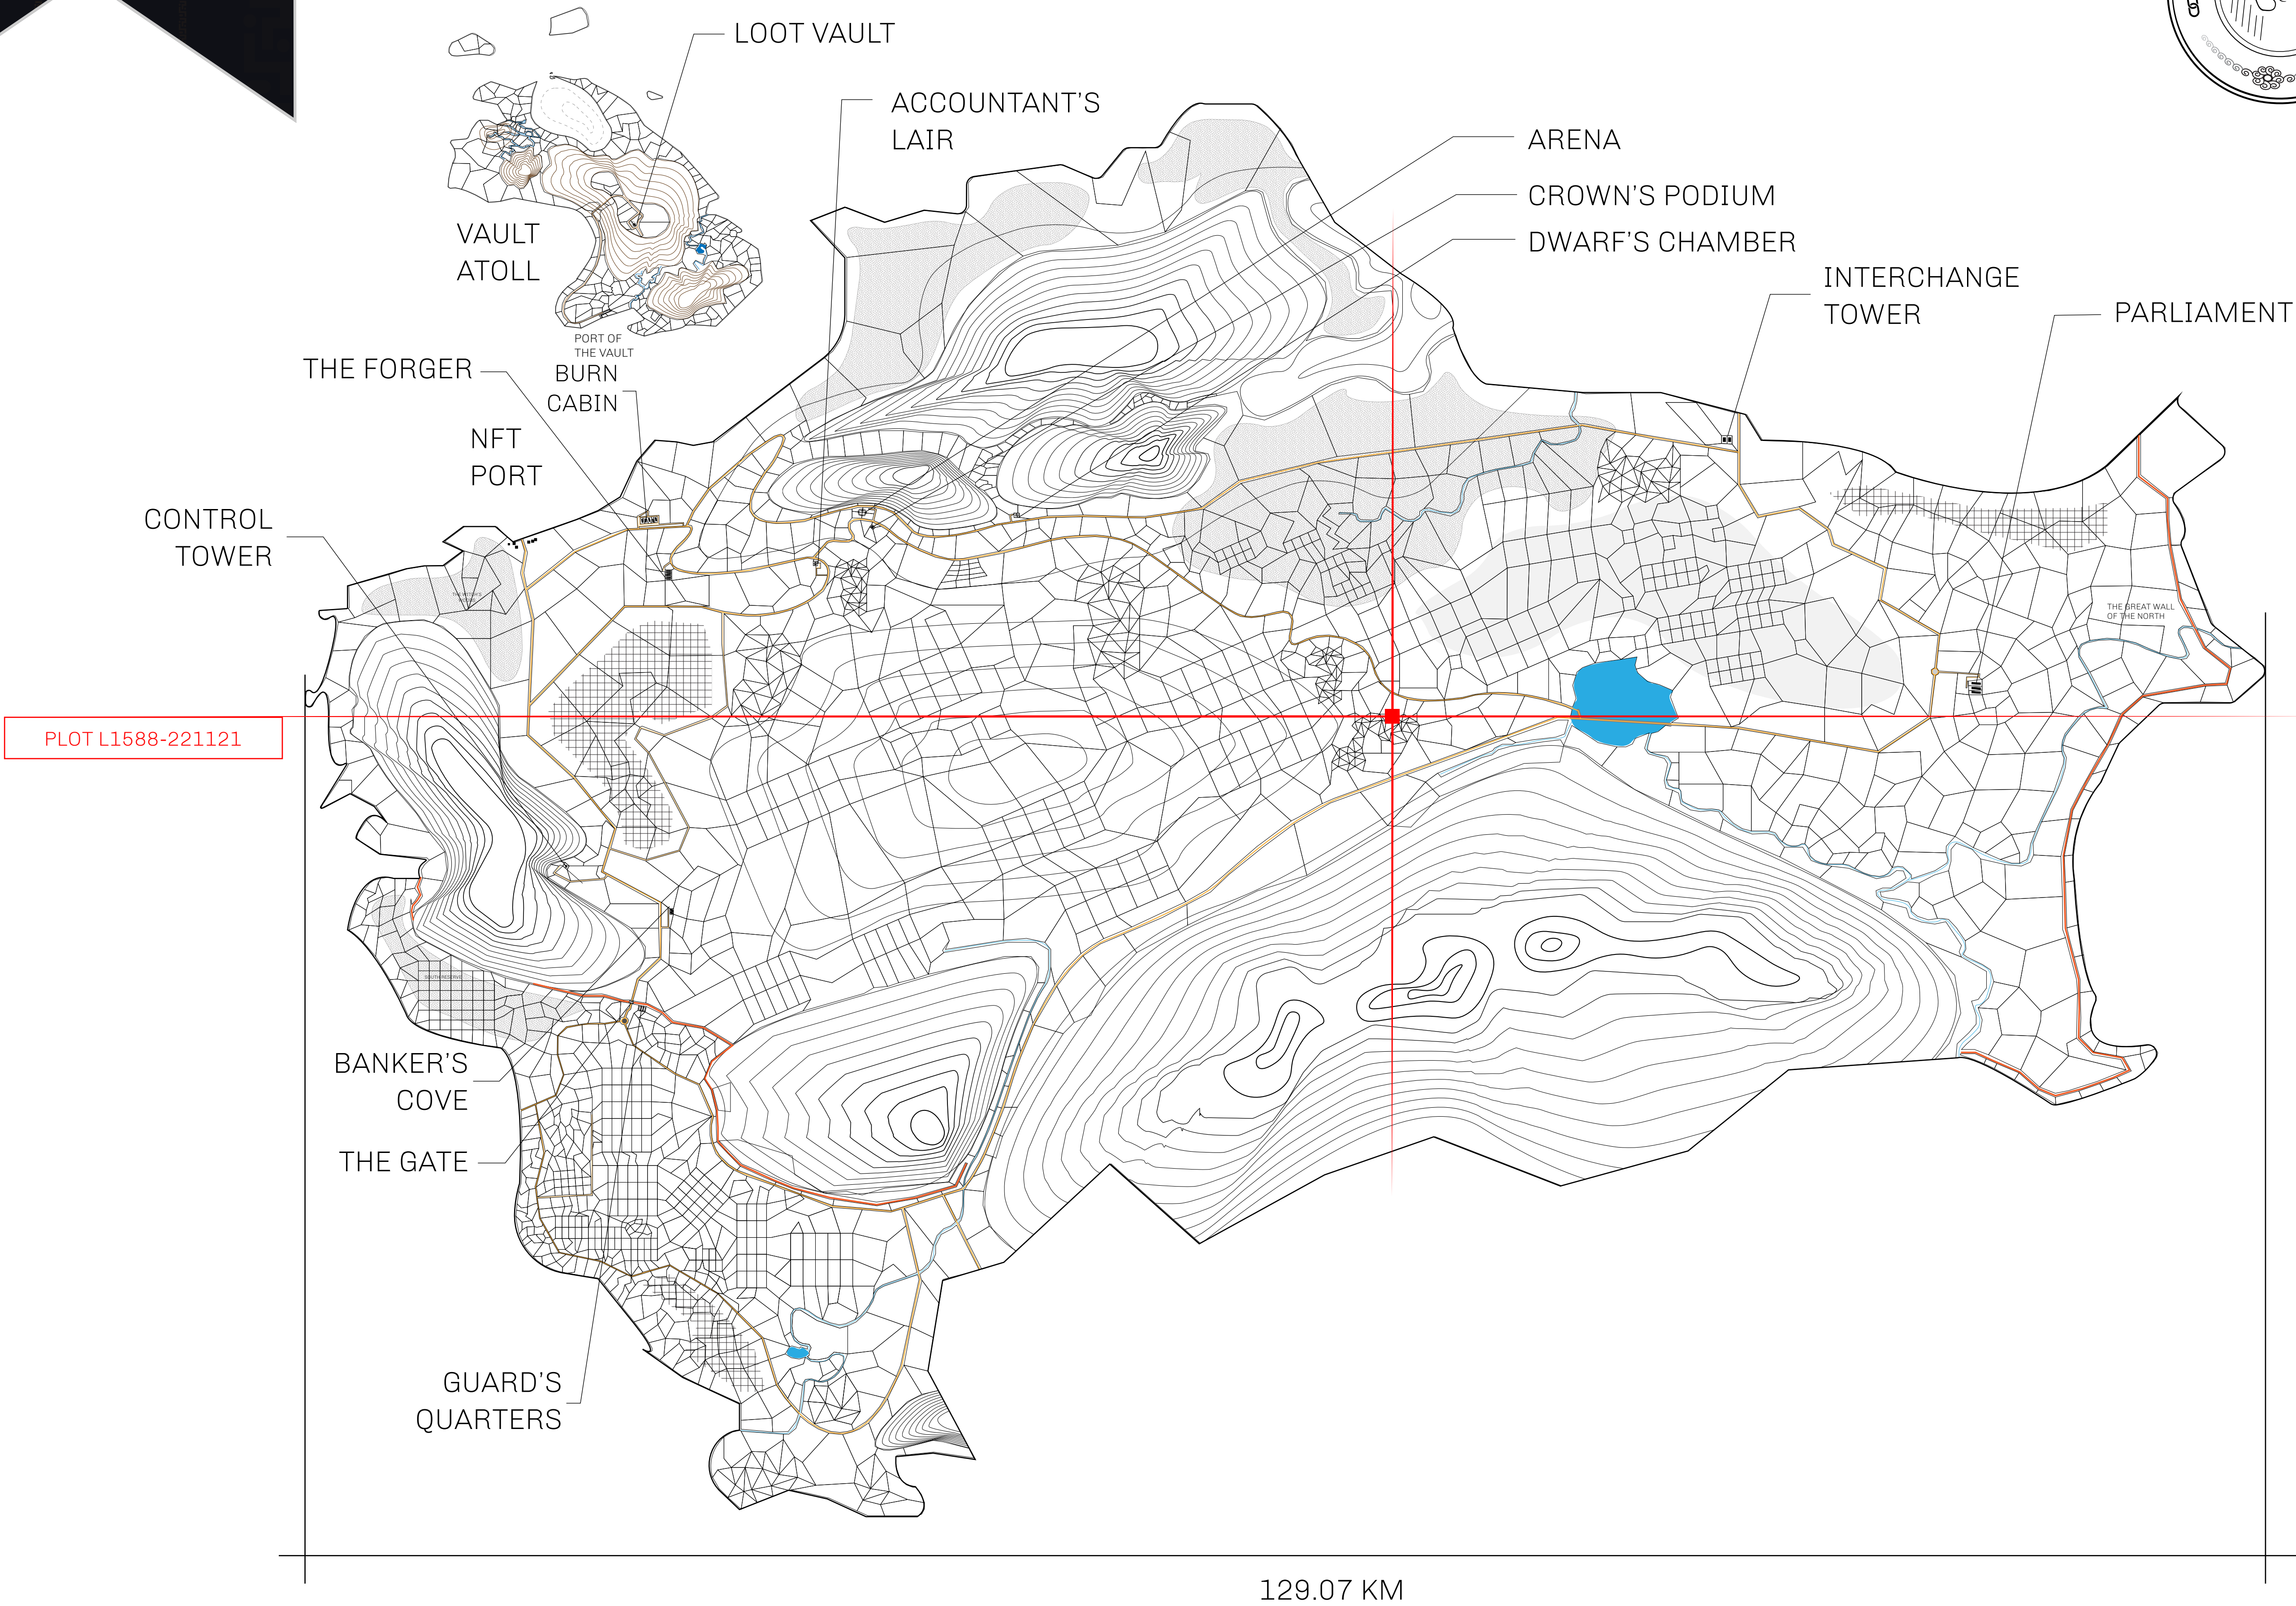 LOOT VAULT
ACCOUNTANT'S
LAIR
ARENA
CROWN'S PODIUM
DWARF'S CHAMBER
INTERCHANGE
TOWER
PARLIAMENT
VAULT
ATOLL
PORT OF
THE VAULT
THE FORGER
BURN
CABIN
NFT
PORT
CONTROL
TOWER
THE GREAT WALL
OF THE NORTH
PLOT L1588-221121
SOUTH RESERVE
BANKER'S
COVE
THE GATE
GUARD'S
QUARTERS
129.07 KM